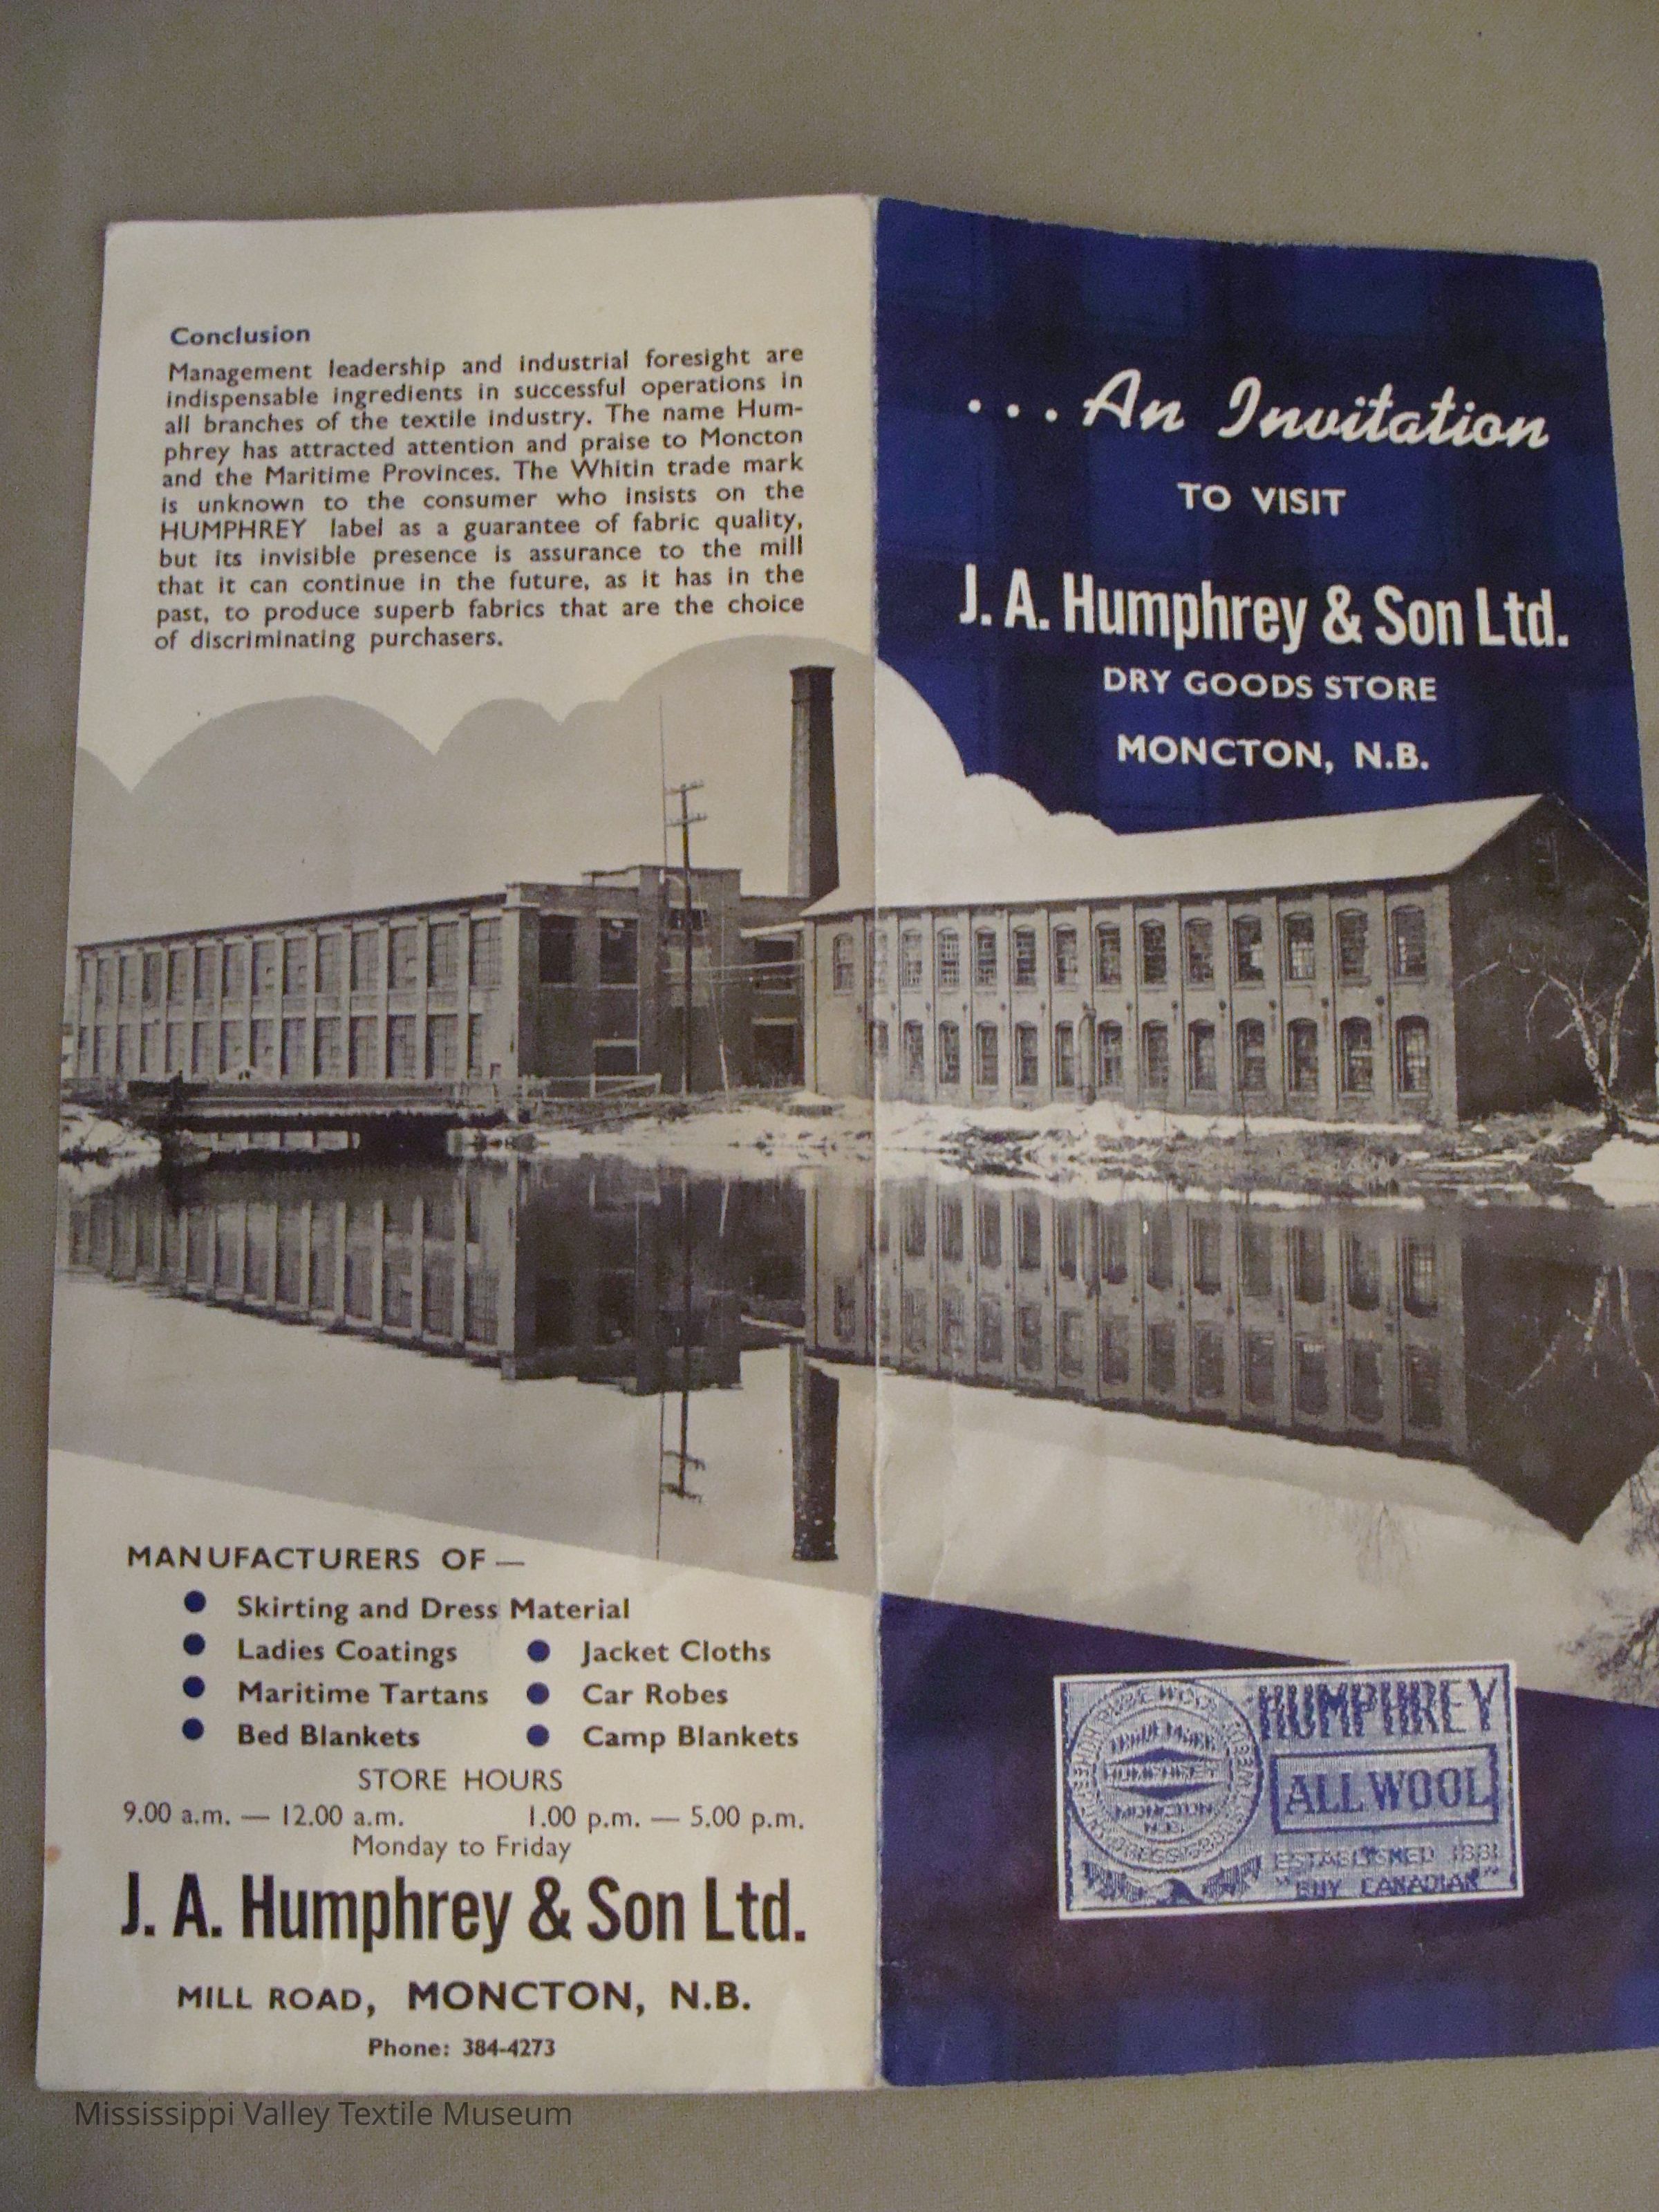 Conclusion
Management leadership and industrial foresight are
indispensable ingredients in successful operations in
all branches of the textile industry. The name Hum-
phrey has attracted attention and praise to Moncton
and the Maritime Provinces. The Whitin trade mark
is unknown to the consumer who insists on the
HUMPHREY label as a guarantee of fabric quality,
but its invisible presence is assurance to the mill
that it can continue in the future, as it has in the
past, to produce superb fabrics that are the choice
of discriminating purchasers.
MANUFACTURERS OF —
● Skirting and Dress Material
● Ladies Coatings ● Jacket Cloths
● Maritime Tartans ● Car Robes
● Bed Blankets ● Camp Blankets
STORE HOURS
9.00 a.m. — 12.00 a.m. 1.00 p.m. — 5.00 p.m.
Monday to Friday
J. A. Humphrey & Son Ltd.
MILL ROAD, MONCTON, N.B.
Phone: 384-4273
...An Invitation
TO VISIT
J. A. Humphrey & Son Ltd.
DRY GOODS STORE
MONCTON, N.B.
HUMPHREY
ALL WOOL
ESTABLISHED 1881
"BUY CANADIAN"
TRADE MARK
HUMPHREY
MONCTON
N.B.
Mississippi Valley Textile Museum